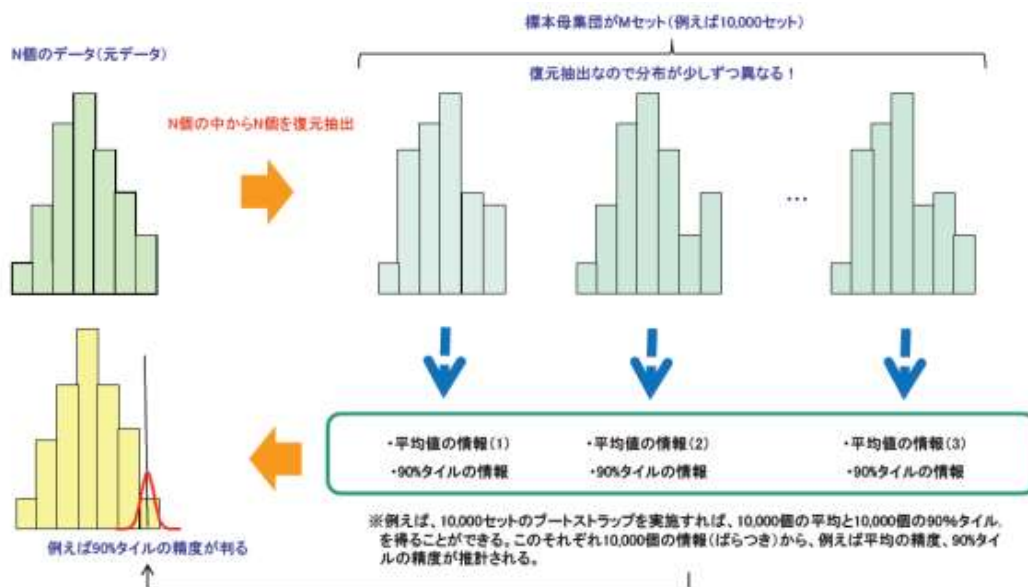 標本母集団がMセット(例えば10,000セット)
N個のデータ(元データ)
復元抽出なので分布が少しずつ異なる！
N個の中からN個を復元抽出
…
・平均値の情報(1)
・90%タイルの情報
・平均値の情報(2)
・90%タイルの情報
・平均値の情報(3)
・90%タイルの情報
※例えば、10,000セットのブートストラップを実施すれば、10,000個の平均と10,000個の90%タイル
を得ることができる。このそれぞれ10,000個の情報(ばらつき)から、例えば平均の精度、90%タイ
ルの精度が推計される。
例えば90%タイルの精度が判る